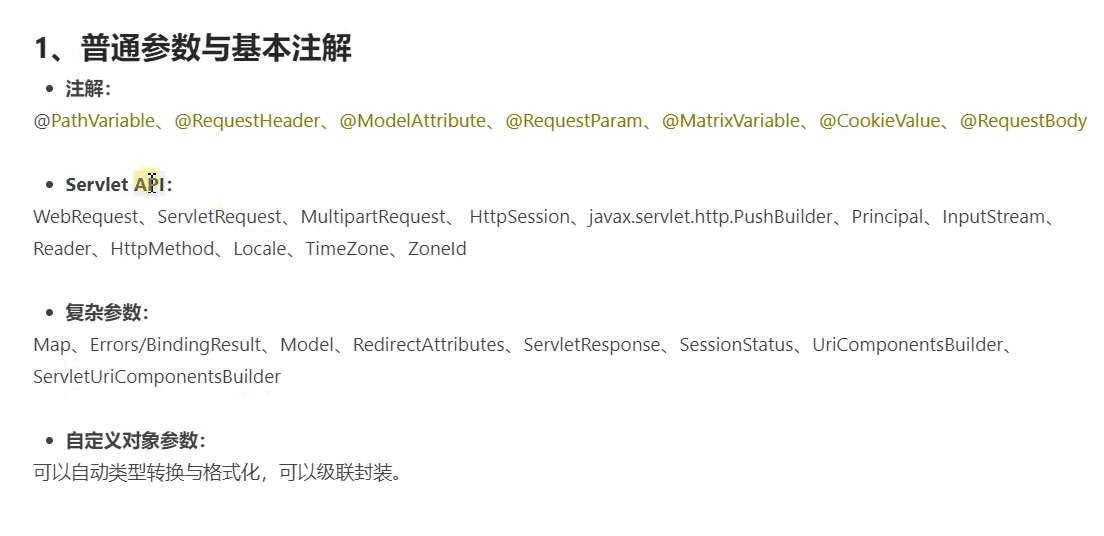 1、普通参数与基本注解
• 注解：
@PathVariable、@RequestHeader、@ModelAttribute、@RequestParam、@MatrixVariable、@CookieValue、@RequestBody
• Servlet API：
WebRequest、ServletRequest、MultipartRequest、 HttpSession、javax.servlet.http.PushBuilder、Principal、InputStream、
Reader、HttpMethod、Locale、TimeZone、ZoneId
• 复杂参数：
Map、Errors/BindingResult、Model、RedirectAttributes、ServletResponse、SessionStatus、UriComponentsBuilder、
ServletUriComponentsBuilder
• 自定义对象参数：
可以自动类型转换与格式化，可以级联封装。